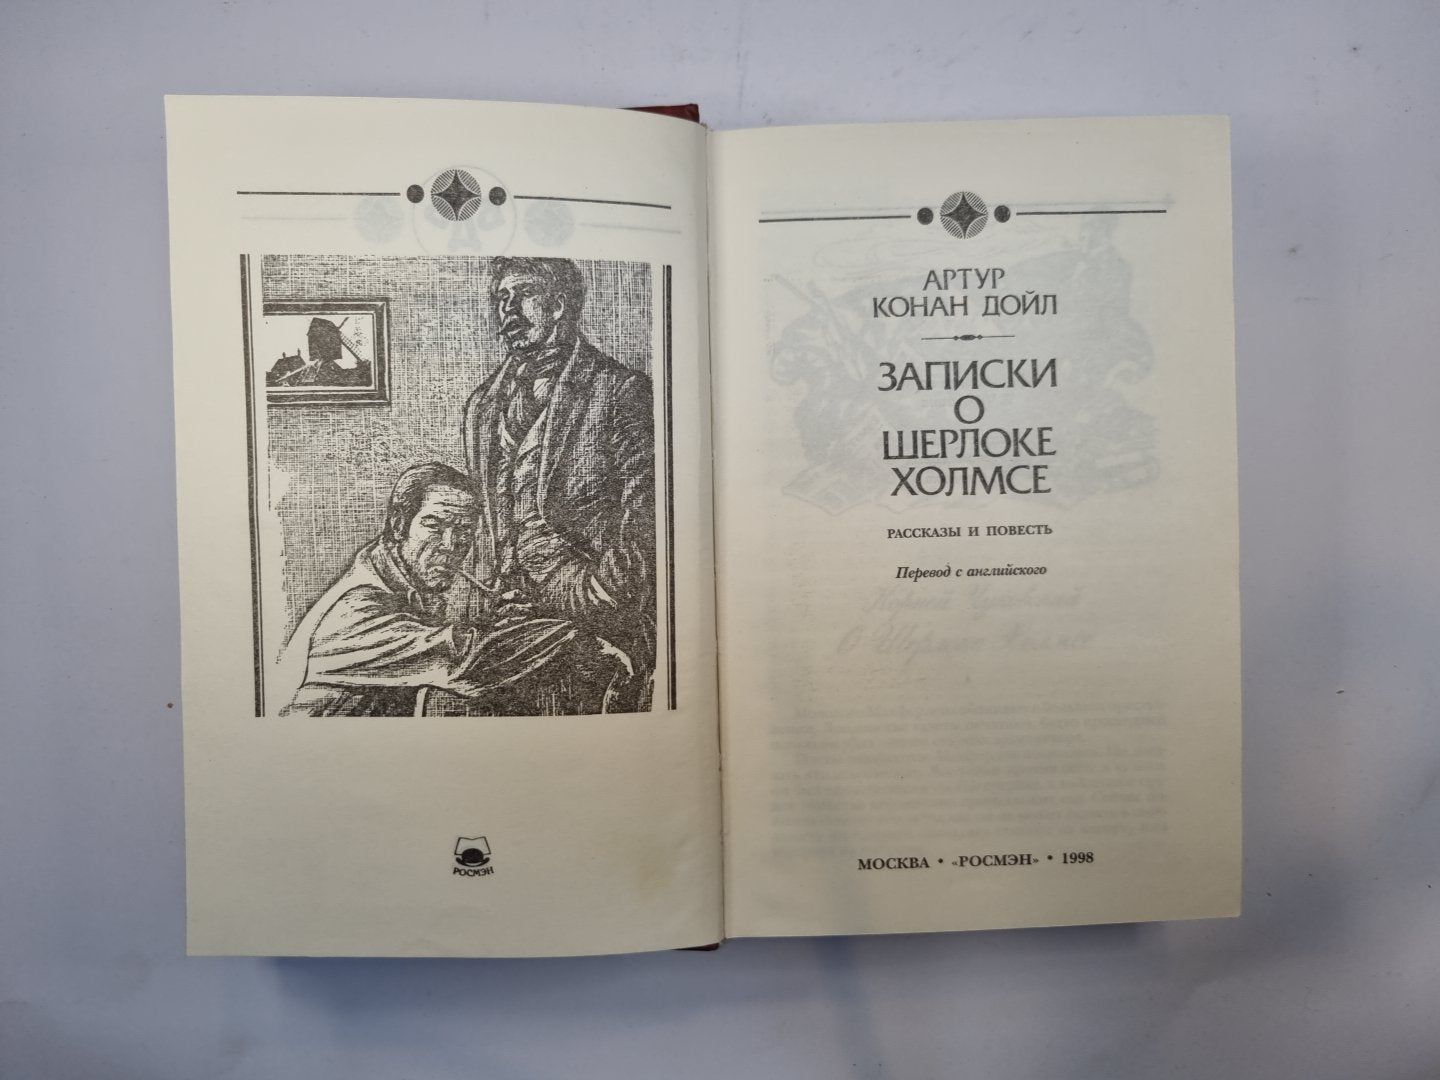 РОСМЭН
АРТУР
КОНАН ДОЙЛ
ЗАПИСКИ
О
ШЕРЛОКЕ
ХОЛМСЕ
РАССКАЗЫ И ПОВЕСТЬ
Перевод с английского
МОСКВА • «РОСМЭН» • 1998